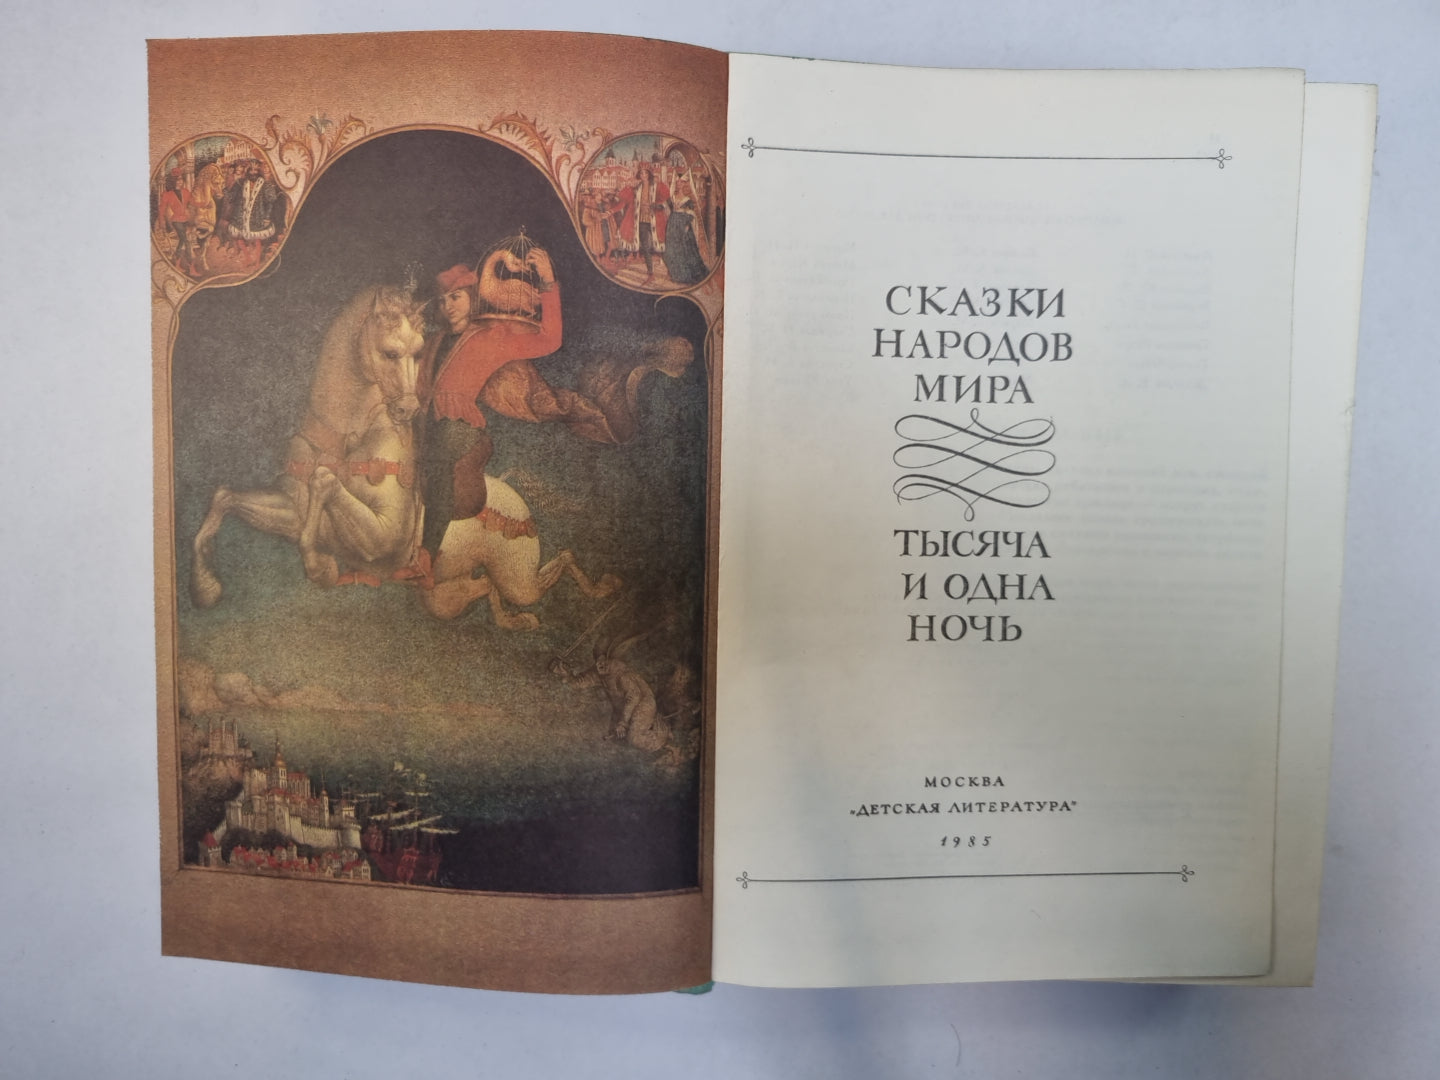 СКАЗКИ
НАРОДОВ
МИРА
ТЫСЯЧА
И ОДНА
НОЧЬ
МОСКВА
„ДЕТСКАЯ ЛИТЕРАТУРА"
1985